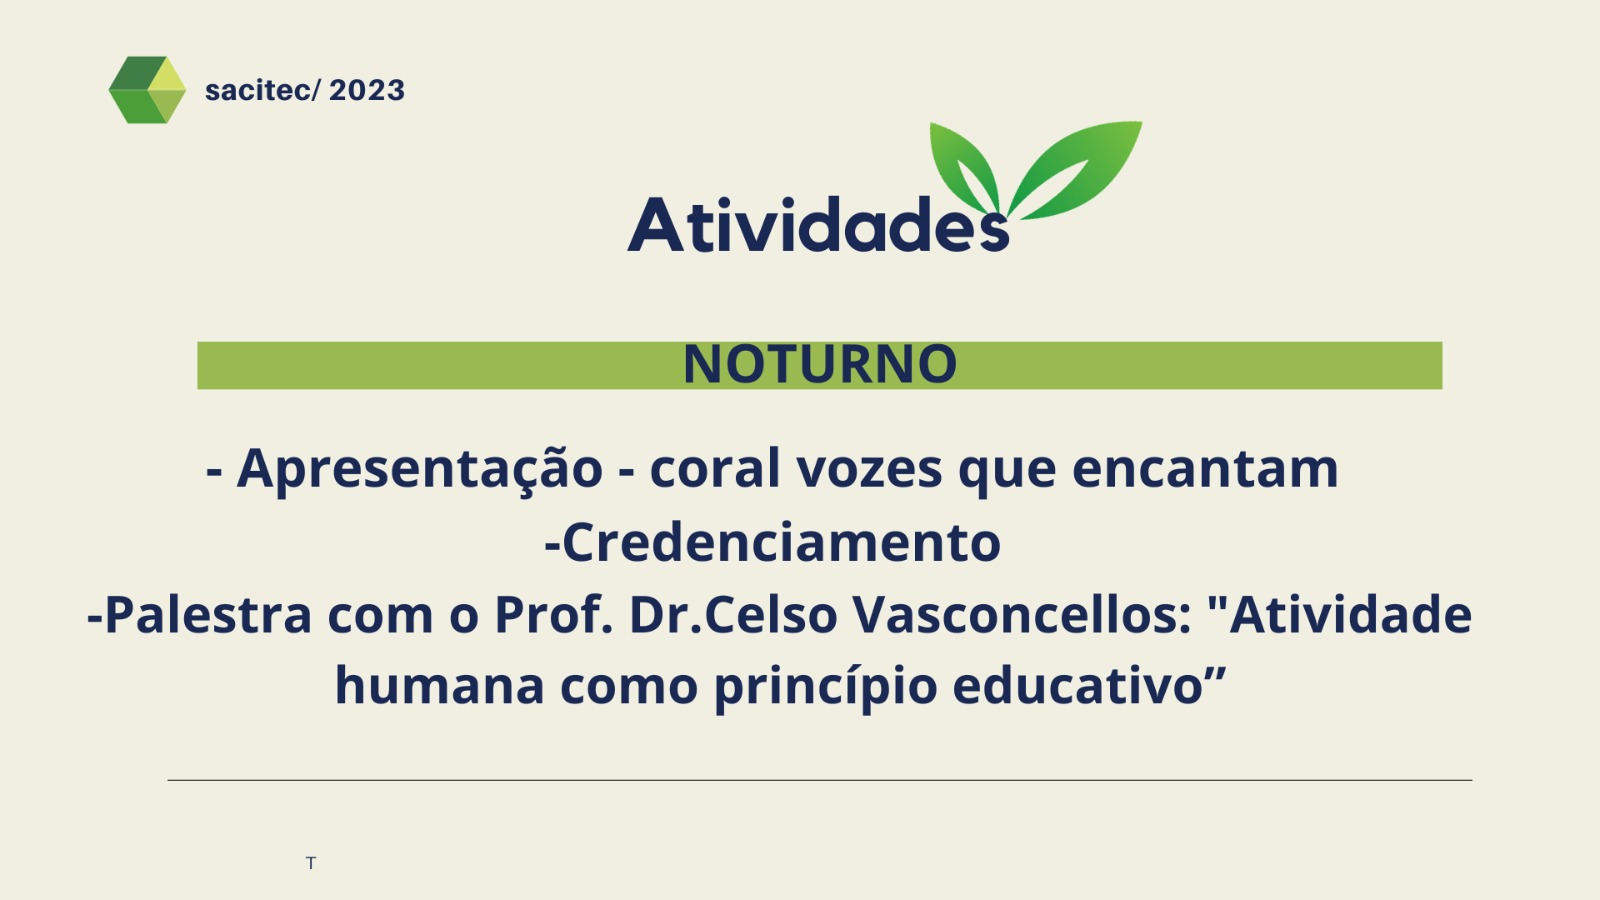 sacitec/ 2023
Atividades
NOTURNO
- Apresentação - coral vozes que encantam
-Credenciamento
-Palestra com o Prof. Dr.Celso Vasconcellos: "Atividade
humana como princípio educativo”
T